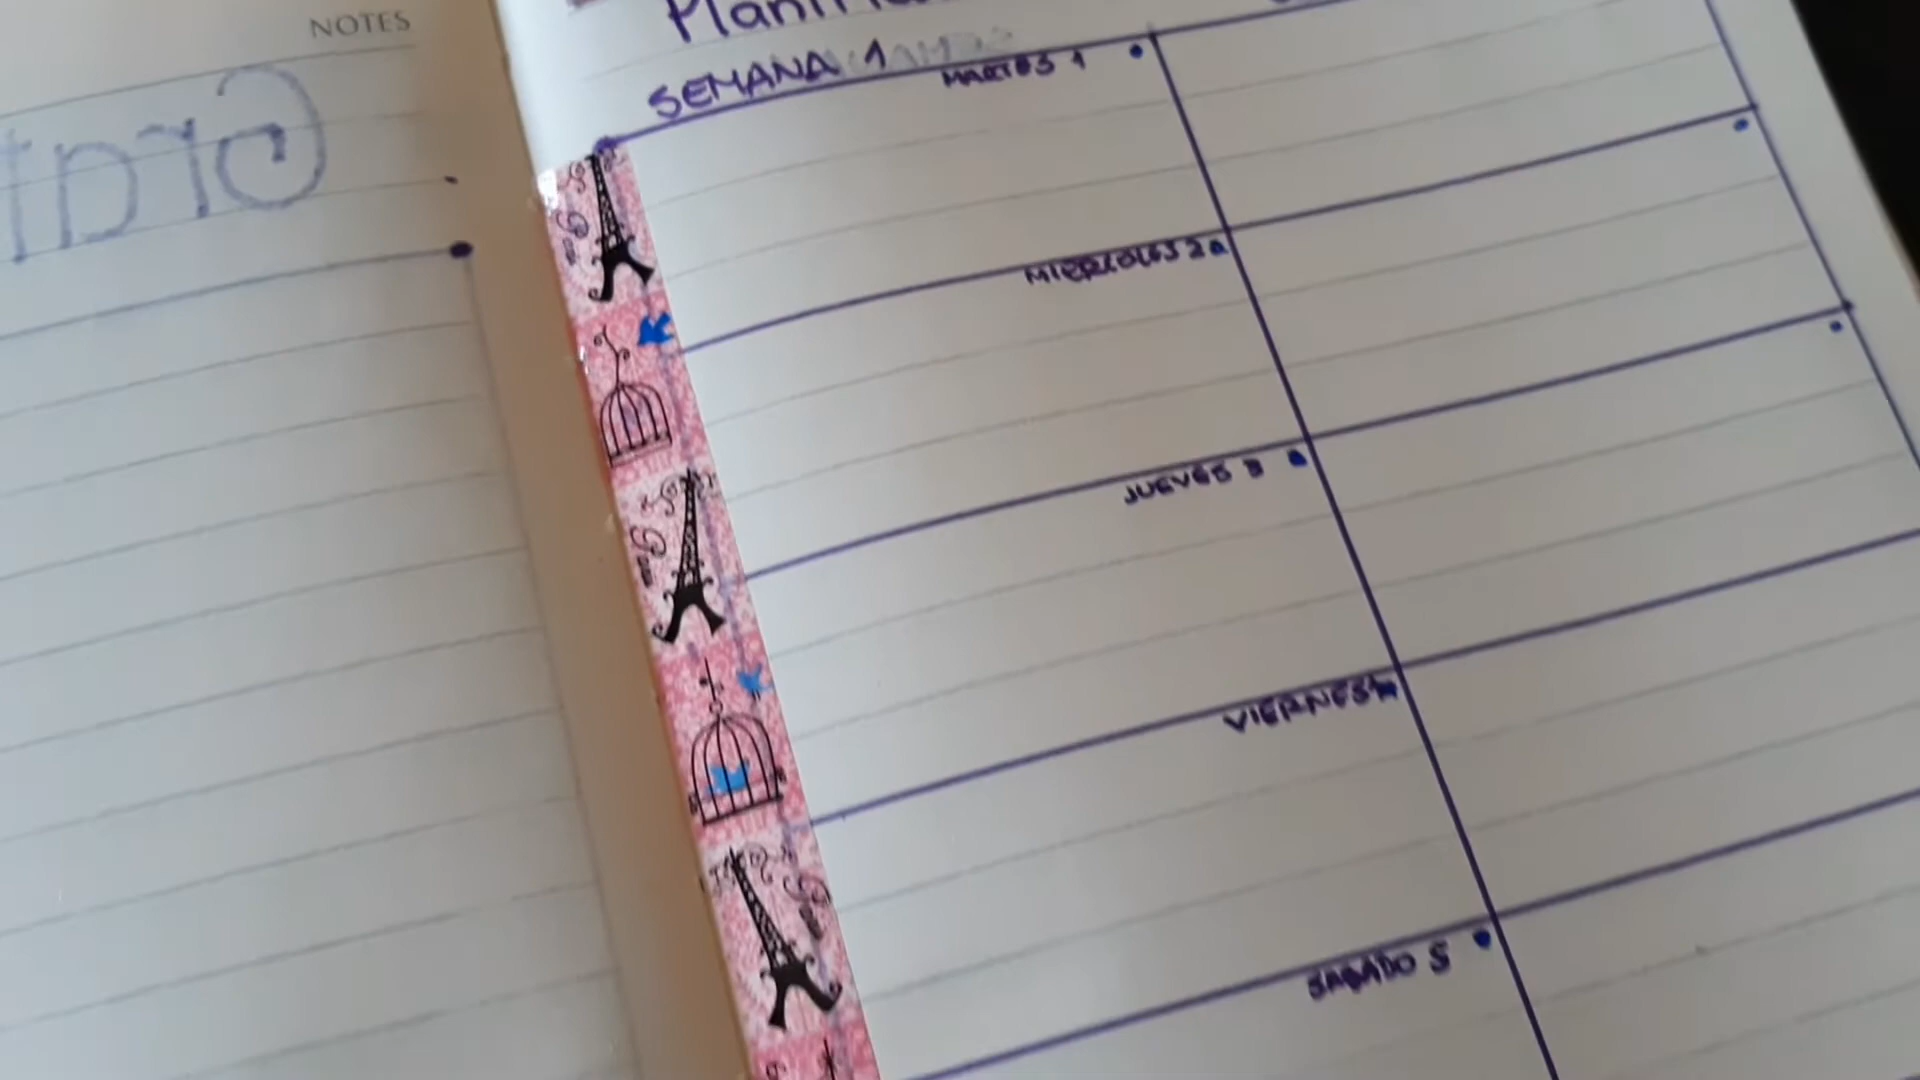 NOTES
SEMANA 1
MARTES 1
MIERCOLES 2
JUEVES 3
VIERNES 4
SABADO 5